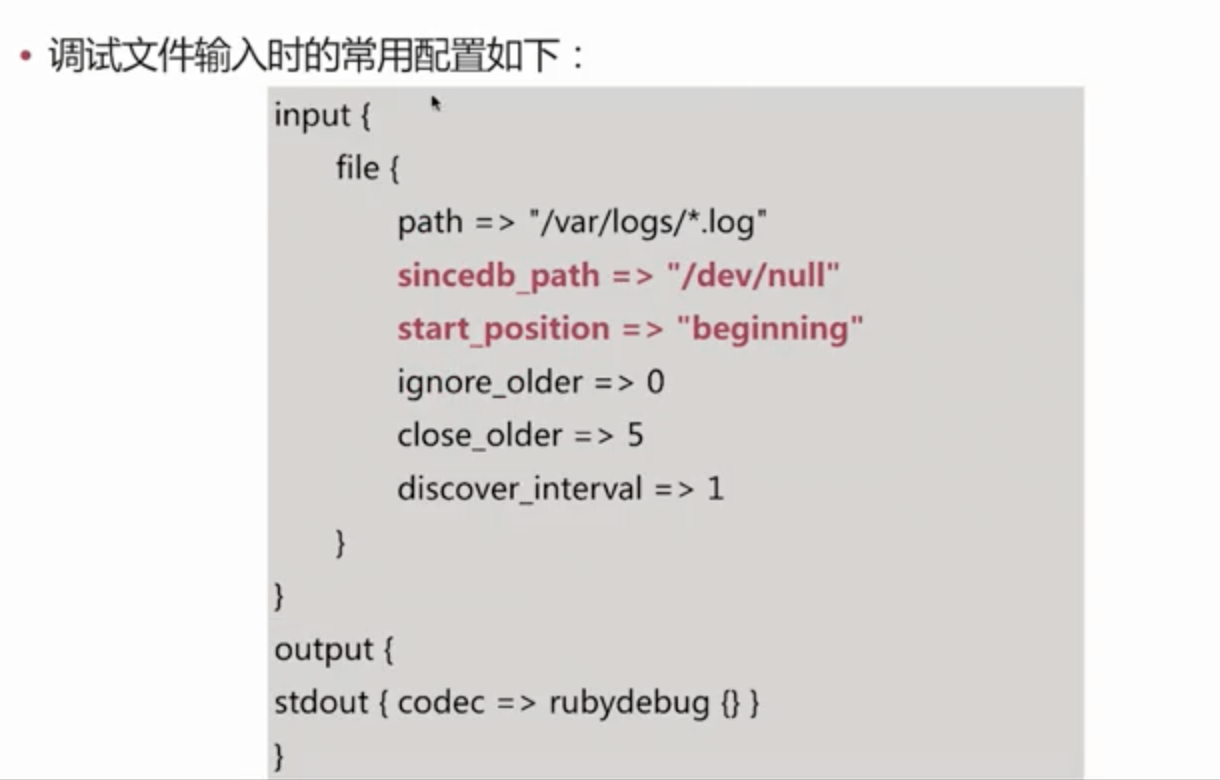 • 调试文件输入时的常用配置如下：
input {
file {
path => "/var/logs/*.log"
sincedb_path => "/dev/null"
start_position => "beginning"
ignore_older => 0
close_older => 5
discover_interval => 1
}
}
output {
stdout { codec => rubydebug {} }
}